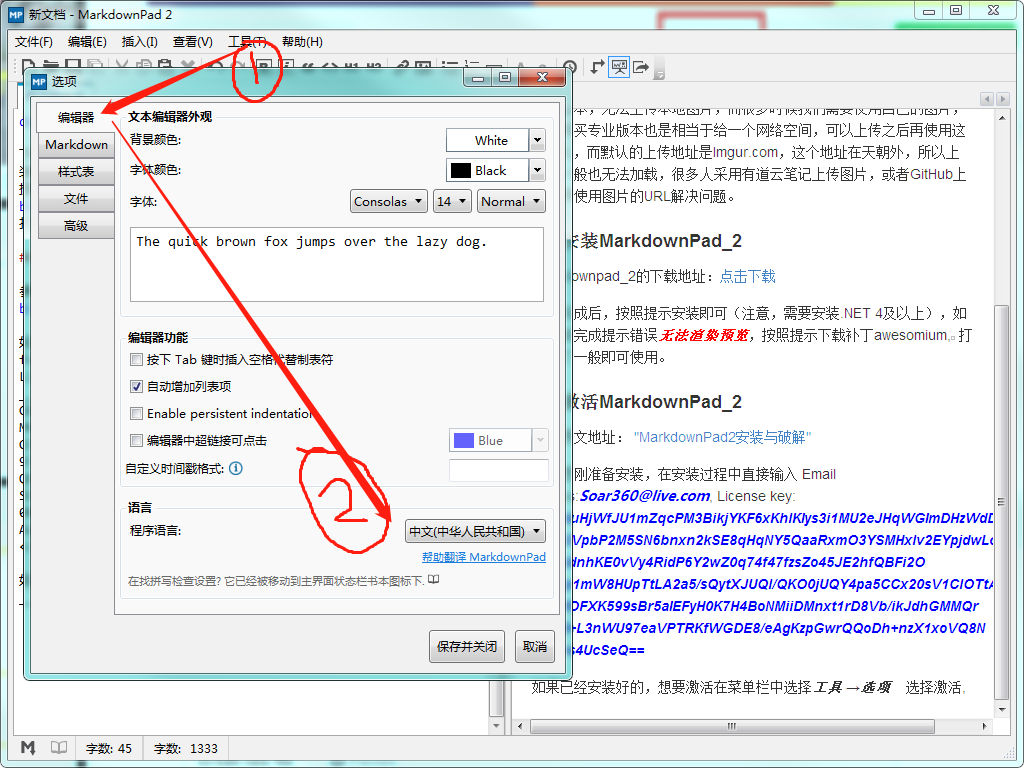 新文档 - MarkdownPad 2
文件(F) 编辑(E) 插入(I) 查看(V) 工具(T) 帮助(H)
1
选项
编辑器
Markdown
样式表
文件
高级
文本编辑器外观
背景颜色: White
字体颜色: Black
字体: Consolas 14 Normal
The quick brown fox jumps over the lazy dog.
编辑器功能
按下 Tab 键时插入空格代替制表符
自动增加列表项
Enable persistent indentation
编辑器中超链接可点击 Blue
自定义时间戳格式:
2
语言
程序语言: 中文(中华人民共和国)
帮助翻译 MarkdownPad
在找拼写检查设置? 它已经被移动到主界面状态栏书本图标下.
保存并关闭 取消
本，无法上传本地图片，而很多时候我们需要使用自己的图片，
买专业版本也是相当于给一个网络空间，可以上传之后再使用这
，而默认的上传地址是Imgur.com，这个地址在天朝外，所以上
般也无法加载，很多人采用有道云笔记上传图片，或者GitHub上
使用图片的URL解决问题。
安装MarkdownPad_2
ownpad_2的下载地址：点击下载
成后，按照提示安装即可（注意，需要安装.NET 4及以上），如
完成提示错误无法渲染预览，按照提示下载补丁awesomium,。打
一般即可使用。
激活MarkdownPad_2
文地址： "MarkdownPad2安装与破解"
刚准备安装，在安装过程中直接输入 Email
s:Soar360@live.com, License key:
uHjWfJU1mZqcPM3BikjYKF6xKhlKIys3i1MU2eJHqWGImDHzWdD
VpbP2M5SN6bnxn2kSE8qHqNY5QaaRxmO3YSMHxlv2EYpjdwLo
dnhKE0vVy4RidP6Y2wZ0q74f47fzsZo45JE2hfQBFi2O
1mW8HUpTtLA2a5/sQytXJUQl/QKO0jUQY4pa5CCx20sV1ClOTtA
OFXK599sBr5aIEFyH0K7H4BoNMiiDMnxt1rD8Vb/ikJdhGMMQr
+L3nWU97eaVPTRKfWGDE8/eAgKzpGwrQQoDh+nzX1xoVQ8N
s4UcSeQ==
如果已经安装好的，想要激活在菜单栏中选择工具→选项 选择激活。
字数: 45 字数: 1333